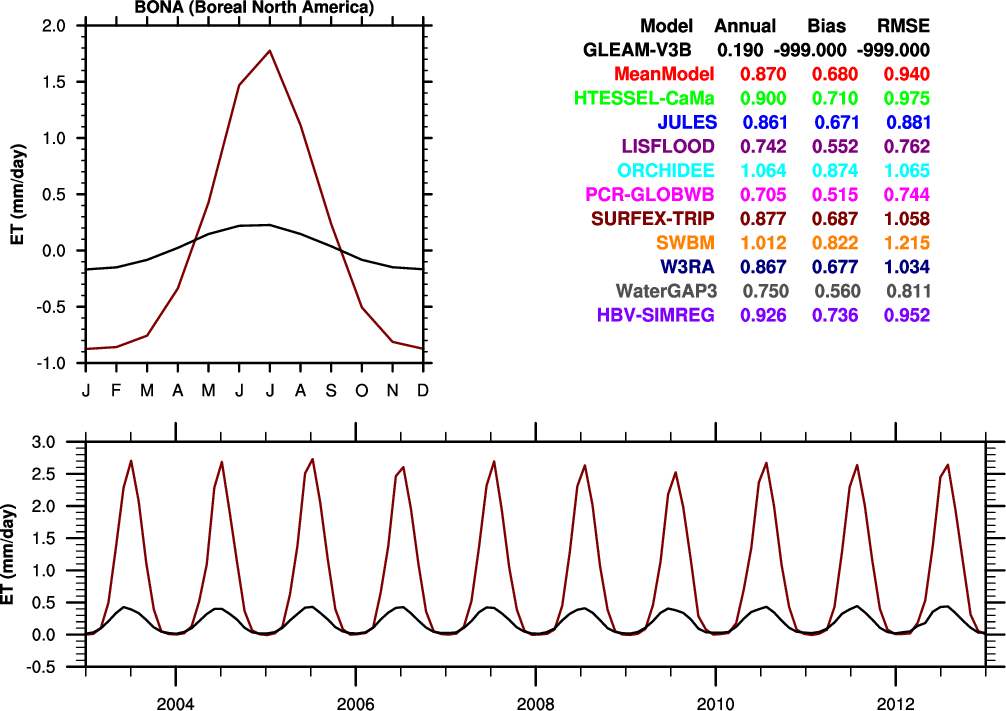 BONA (Boreal North America)
2.0
1.5
1.0
0.5
0.0
-0.5
-1.0
ET (mm/day)
J F M A M J J A S O N D
Model Annual Bias RMSE
GLEAM-V3B 0.190 -999.000 -999.000
MeanModel 0.870 0.680 0.940
HTESSEL-CaMa 0.900 0.710 0.975
JULES 0.861 0.671 0.881
LISFLOOD 0.742 0.552 0.762
ORCHIDEE 1.064 0.874 1.065
PCR-GLOBWB 0.705 0.515 0.744
SURFEX-TRIP 0.877 0.687 1.058
SWBM 1.012 0.822 1.215
W3RA 0.867 0.677 1.034
WaterGAP3 0.750 0.560 0.811
HBV-SIMREG 0.926 0.736 0.952
3.0
2.5
2.0
1.5
1.0
0.5
0.0
-0.5
ET (mm/day)
2004 2006 2008 2010 2012